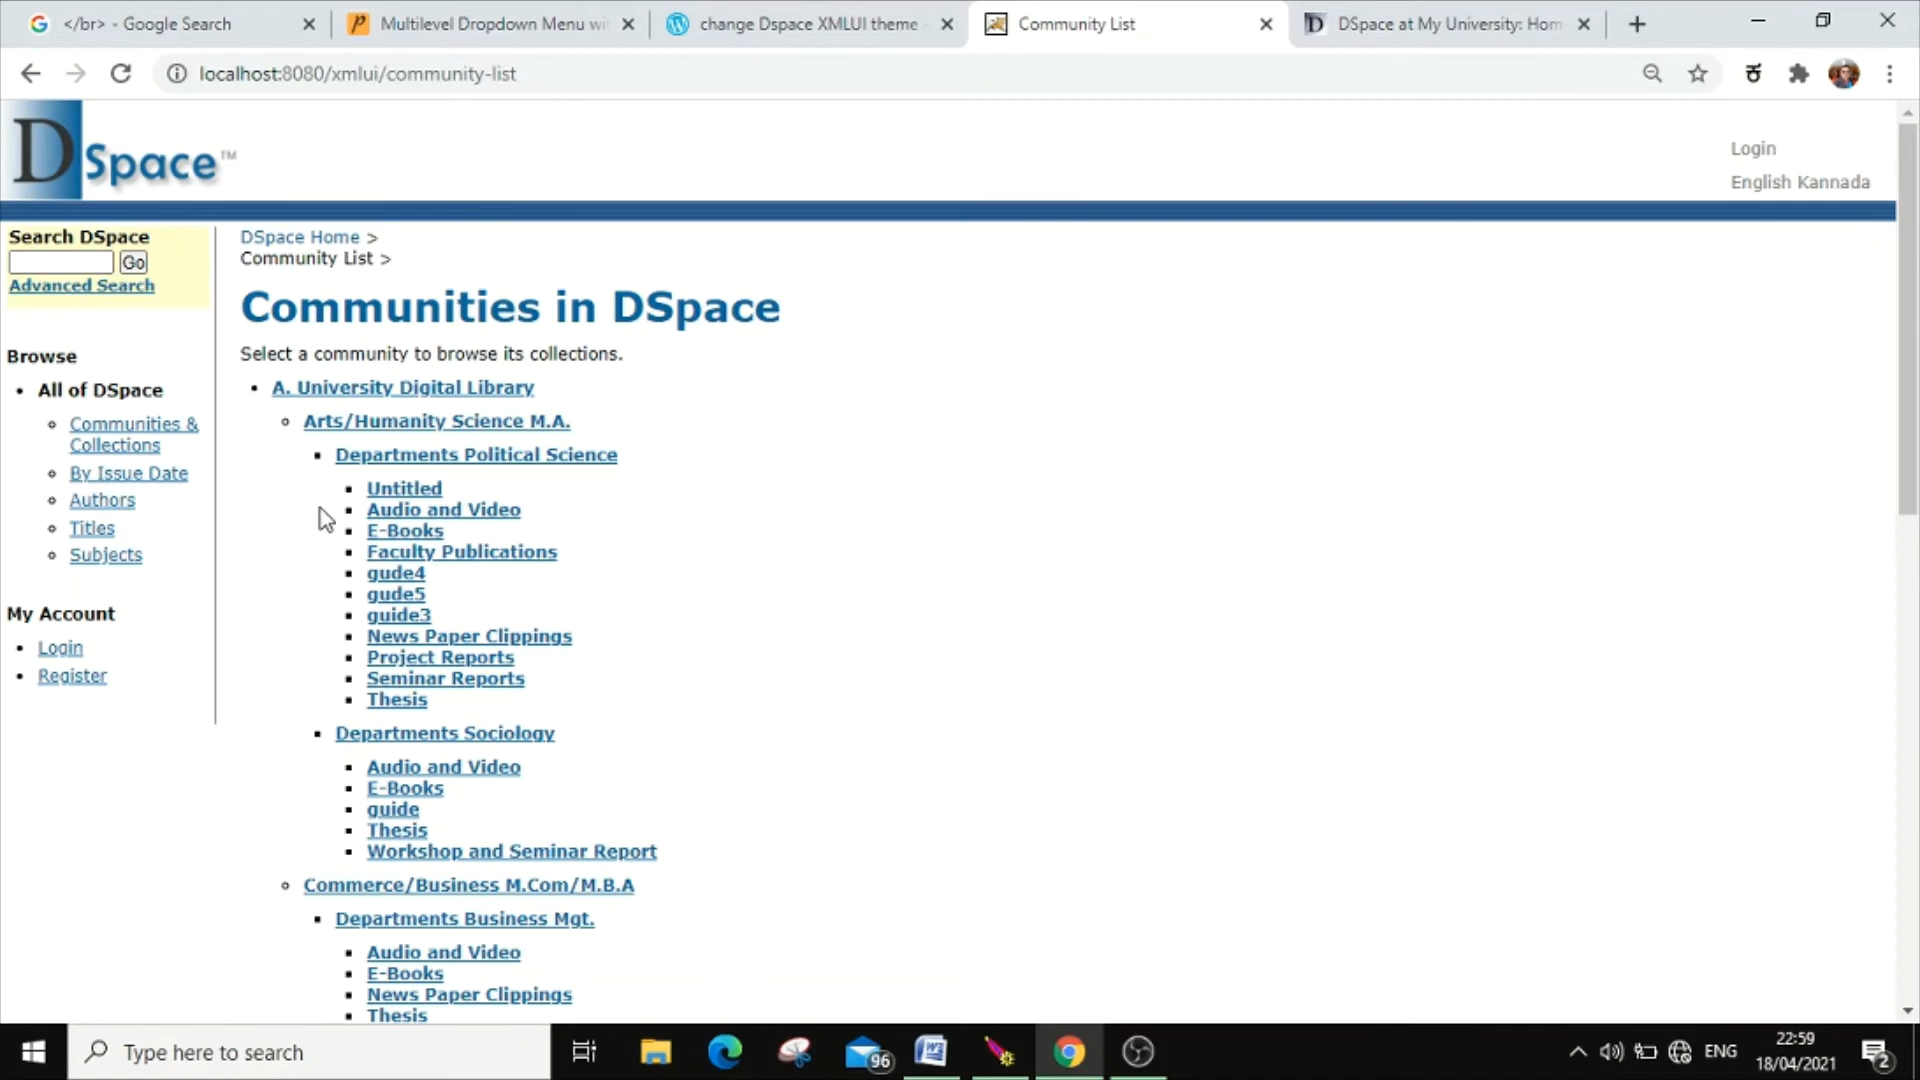 </br> - Google Search
Multilevel Dropdown Menu wi
change Dspace XMLUI theme
Community List
DSpace at My University: Hom
localhost:8080/xmlui/community-list
ಕ
DSpace™
Login
English Kannada
Search DSpace
Go
Advanced Search
Browse
All of DSpace
Communities &
Collections
By Issue Date
Authors
Titles
Subjects
My Account
Login
Register
DSpace Home >
Community List >
Communities in DSpace
Select a community to browse its collections.
A. University Digital Library
Arts/Humanity Science M.A.
Departments Political Science
Untitled
Audio and Video
E-Books
Faculty Publications
gude4
gude5
guide3
News Paper Clippings
Project Reports
Seminar Reports
Thesis
Departments Sociology
Audio and Video
E-Books
guide
Thesis
Workshop and Seminar Report
Commerce/Business M.Com/M.B.A
Departments Business Mgt.
Audio and Video
E-Books
News Paper Clippings
Thesis
Type here to search
96
ENG
22:59
18/04/2021
2